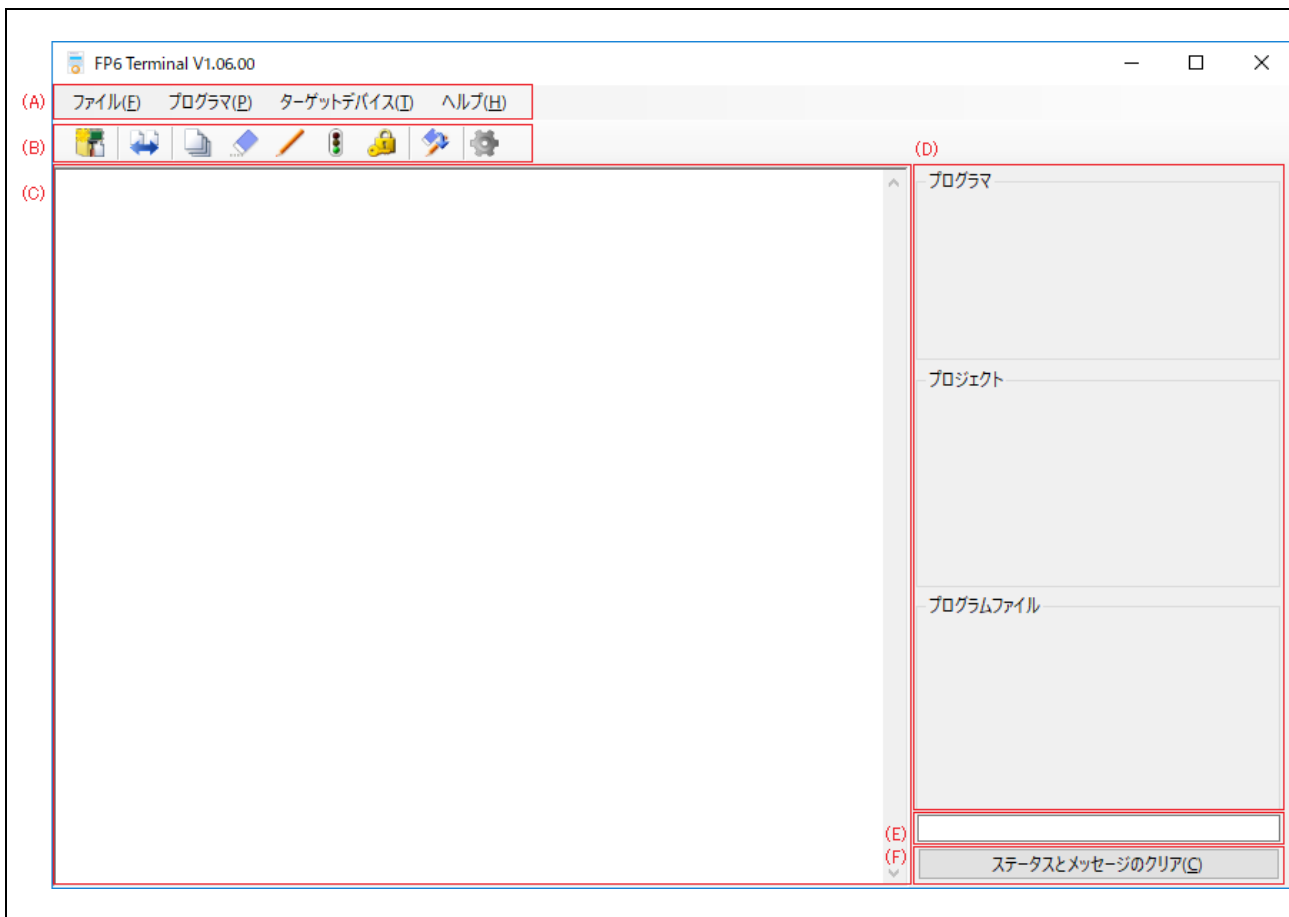 FP6 Terminal V1.06.00
(A) ファイル(F) プログラマ(P) ターゲットデバイス(T) ヘルプ(H)
(B)
(C)
(D)
プログラマ
プロジェクト
プログラムファイル
(E)
(F)
ステータスとメッセージのクリア(C)